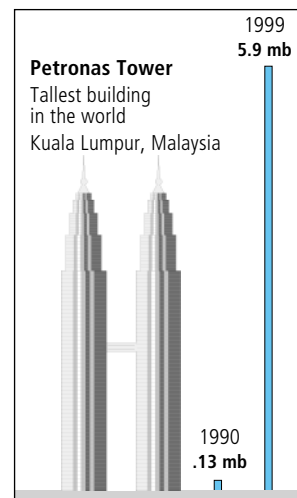 1999
5.9 mb
Petronas Tower
Tallest building
in the world
Kuala Lumpur, Malaysia
1990
.13 mb